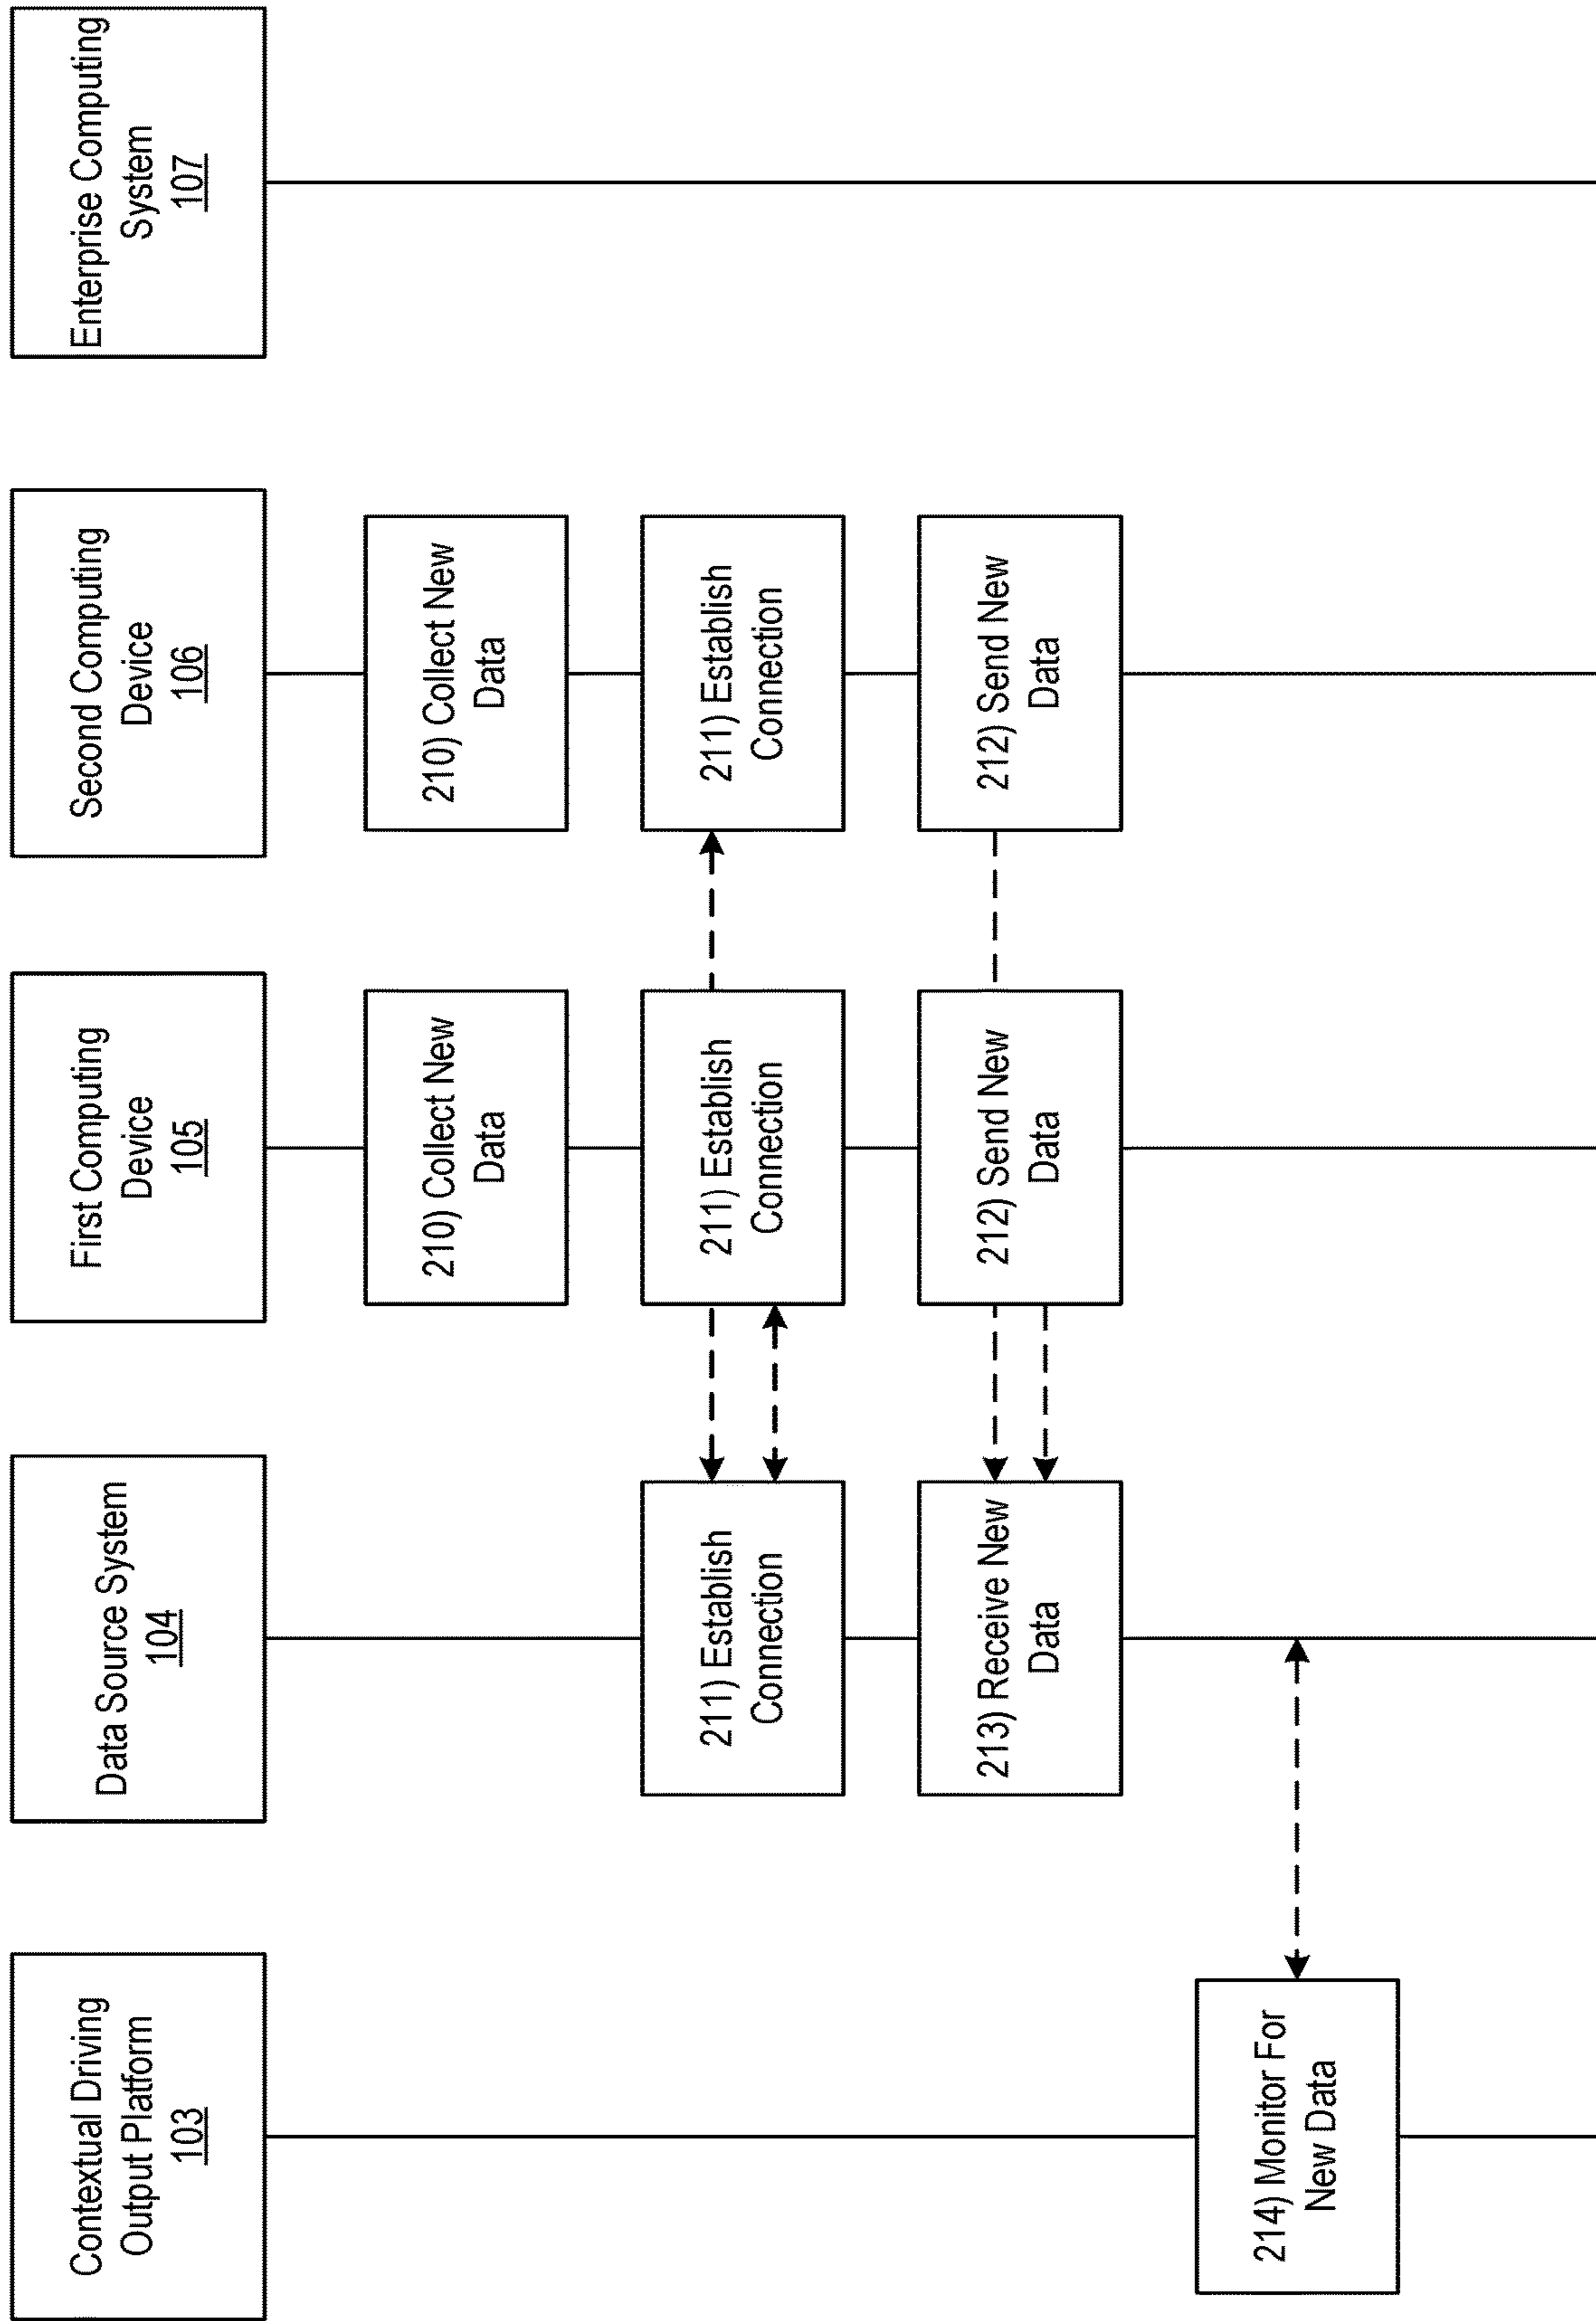 Contextual Driving
Output Platform
103
Data Source System
104
First Computing
Device
105
Second Computing
Device
106
Enterprise Computing
System
107
210) Collect New
Data
210) Collect New
Data
211) Establish
Connection
211) Establish
Connection
211) Establish
Connection
213) Receive New
Data
212) Send New
Data
212) Send New
Data
214) Monitor For
New Data